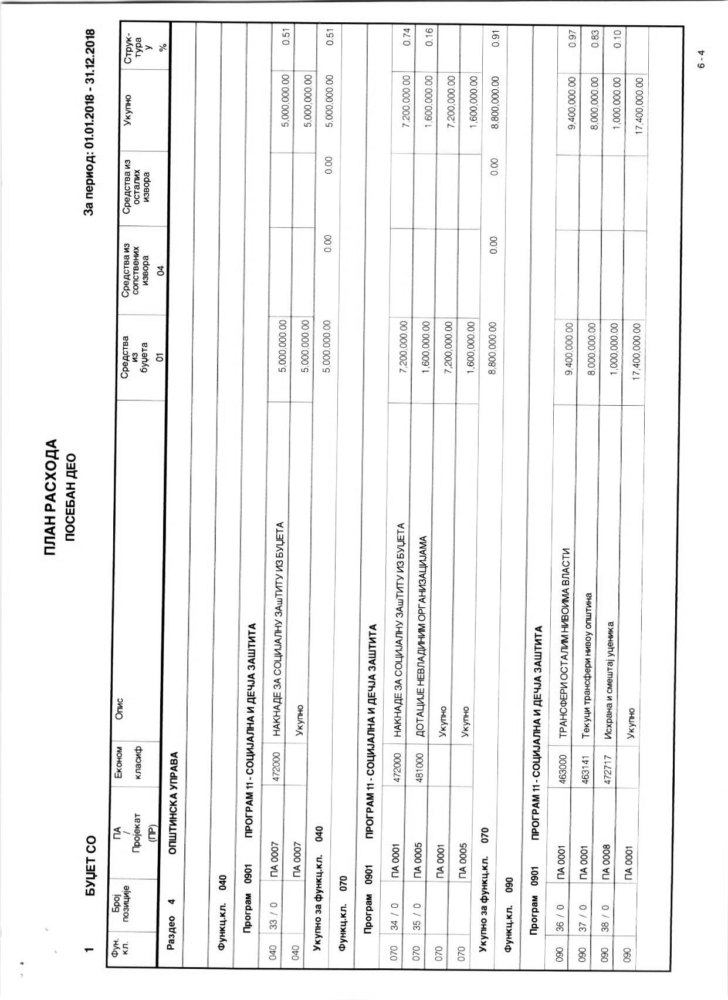 ПЛАН РАСХОДА
ПОСЕБАН ДЕО
1 БУЏЕТ СО За период: 01.01.2018 - 31.12.2018
Фун. кл. Број позиције ПА / Пројекат (ПР) Економ класиф Опис Средства из буџета 01 Средства из сопствених извора 04 Средства из осталих извора Укупно Струк- тура у %
Раздео 4 ОПШТИНСКА УПРАВА
Функц.кл. 040
Програм 0901 ПРОГРАМ 11 - СОЦИЈАЛНА И ДЕЧЈА ЗАШТИТА
040 33 / 0 ПА 0007 472000 НАКНАДЕ ЗА СОЦИЈАЛНУ ЗАшТИТУ ИЗ БУЏЕТА 5,000,000.00 5,000,000.00 0.51
040 ПА 0007 Укупно 5,000,000.00 5,000,000.00
Укупно за функц.кл. 040 5,000,000.00 0.00 0.00 5,000,000.00 0.51
Функц.кл. 070
Програм 0901 ПРОГРАМ 11 - СОЦИЈАЛНА И ДЕЧЈА ЗАШТИТА
070 34 / 0 ПА 0001 472000 НАКНАДЕ ЗА СОЦИЈАЛНУ ЗАшТИТУ ИЗ БУЏЕТА 7,200,000.00 7,200,000.00 0.74
070 35 / 0 ПА 0005 481000 ДОТАЦИЈЕ НЕВЛАДИНИМ ОРГАНИЗАЦИЈАМА 1,600,000.00 1,600,000.00 0.16
070 ПА 0001 Укупно 7,200,000.00 7,200,000.00
070 ПА 0005 Укупно 1,600,000.00 1,600,000.00
Укупно за функц.кл. 070 8,800,000.00 0.00 0.00 8,800,000.00 0.91
Функц.кл. 090
Програм 0901 ПРОГРАМ 11 - СОЦИЈАЛНА И ДЕЧЈА ЗАШТИТА
090 36 / 0 ПА 0001 463000 ТРАНСФЕРИ ОСТАЛИМ НИВОИМА ВЛАСТИ 9,400,000.00 9,400,000.00 0.97
090 37 / 0 ПА 0001 463141 Текуци трансфери нивоу општина 8,000,000.00 8,000,000.00 0.83
090 38 / 0 ПА 0008 472717 Исхрана и смештај уценика 1,000,000.00 1,000,000.00 0.10
090 ПА 0001 Укупно 17,400,000.00 17,400,000.00
6 - 4